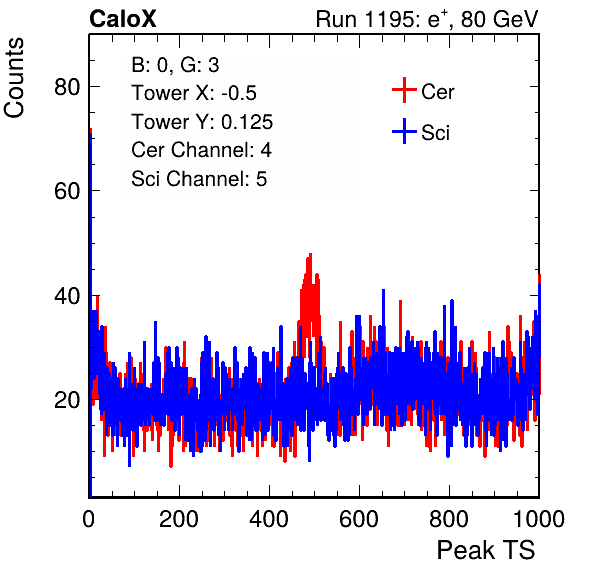 CaloX
Run 1195: e+, 80 GeV
Counts
B: 0, G: 3
Tower X: -0.5
Tower Y: 0.125
Cer Channel: 4
Sci Channel: 5
Cer
Sci
80
60
40
20
0 200 400 600 800 1000
Peak TS